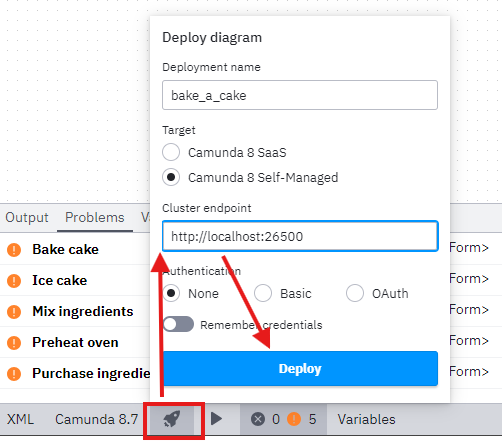 Deploy diagram
Deployment name
bake_a_cake
Target
Camunda 8 SaaS
Camunda 8 Self-Managed
Cluster endpoint
http://localhost:26500
Authentication
None Basic OAuth
Remember credentials
Deploy
Output Problems
Bake cake Form>
Ice cake Form>
Mix ingredients Form>
Preheat oven Form>
Purchase ingredie Form>
XML Camunda 8.7 0 5 Variables